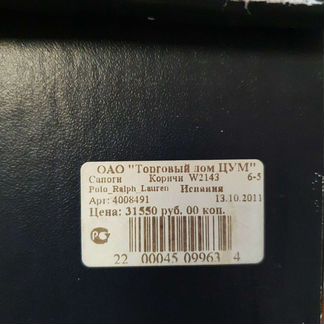 ОАО "Торговый дом ЦУМ"
Сапоги Коричн W2143 6-5
Polo_Ralph_Lauren Испания
Арт: 4008491 13.10.2011
Цена: 31550 руб. 00 коп.
22 00045 09963 4